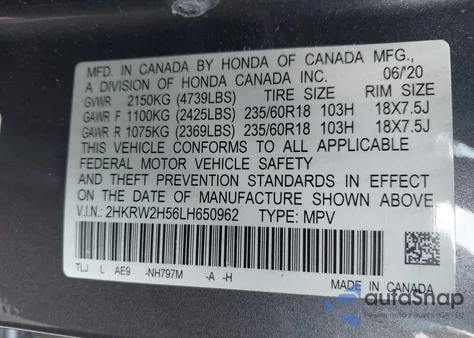 MFD. IN CANADA BY HONDA OF CANADA MFG.,
A DIVISION OF HONDA CANADA INC. 06/'20
GVWR 2150KG (4739LBS) TIRE SIZE RIM SIZE
GAWR F 1100KG (2425LBS) 235/60R18 103H 18X7.5J
GAWR R 1075KG (2369LBS) 235/60R18 103H 18X7.5J
THIS VEHICLE CONFORMS TO ALL APPLICABLE
FEDERAL MOTOR VEHICLE SAFETY
AND THEFT PREVENTION STANDARDS IN EFFECT
ON THE DATE OF MANUFACTURE SHOWN ABOVE.
V.I.N.: 2HKRW2H56LH650962 TYPE: MPV
TLJ L AE9 -NH797M -A -H
MADE IN CANADA
autaSnap